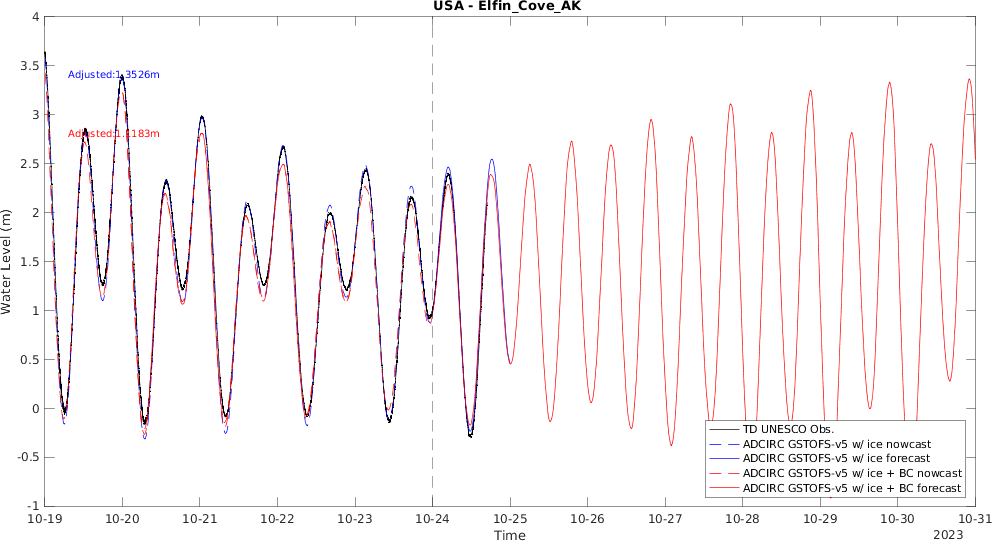 USA - Elfin_Cove_AK
4
3.5
3
2.5
2
1.5
1
0.5
0
-0.5
-1
Water Level (m)
Adjusted:1.3526m
Adjusted:1.1183m
TD UNESCO Obs.
ADCIRC GSTOFS-v5 w/ ice nowcast
ADCIRC GSTOFS-v5 w/ ice forecast
ADCIRC GSTOFS-v5 w/ ice + BC nowcast
ADCIRC GSTOFS-v5 w/ ice + BC forecast
10-19 10-20 10-21 10-22 10-23 10-24 10-25 10-26 10-27 10-28 10-29 10-30 10-31
Time
2023